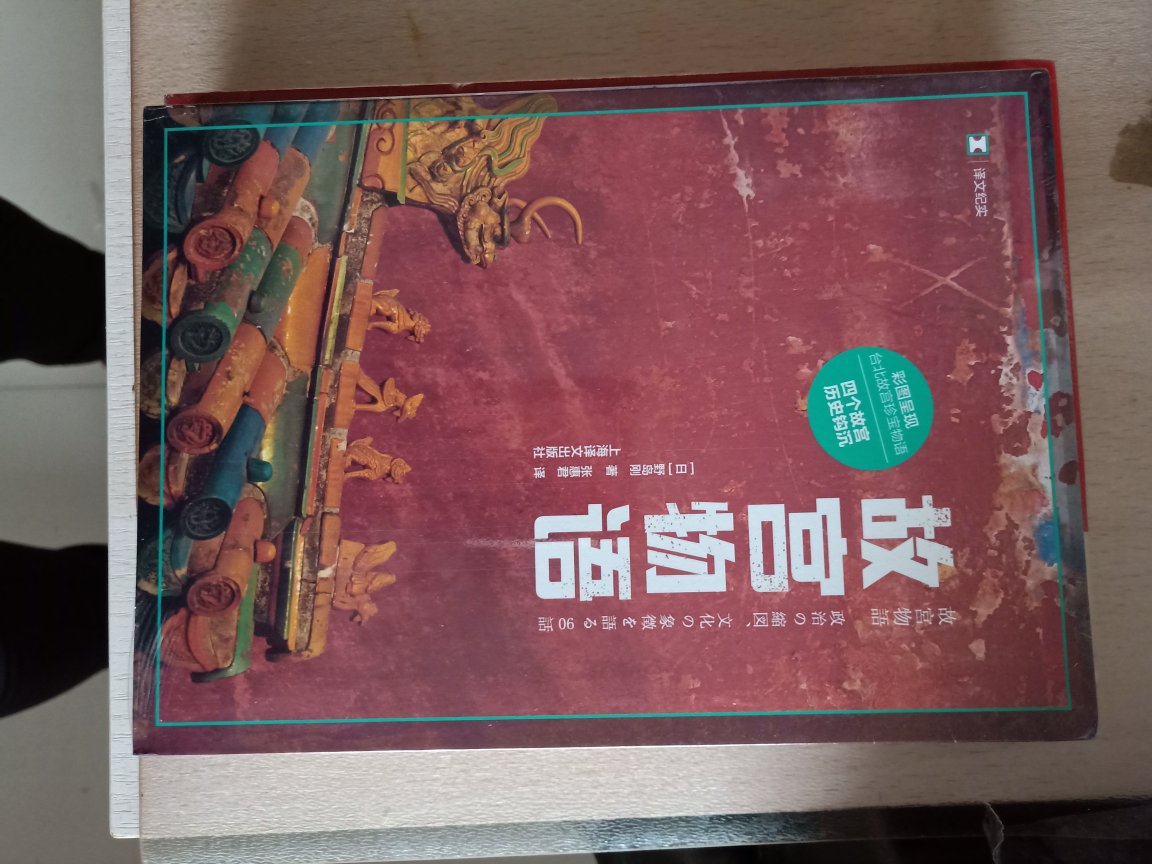 译文纪实
彩图呈现
台北故宫珍宝物语
四个故宫
历史钩沉
故宫物语
故宮物語
政治の縮図、文化の象徴を語る90話
[日]野岛刚 著 张惠君 译
上海译文出版社